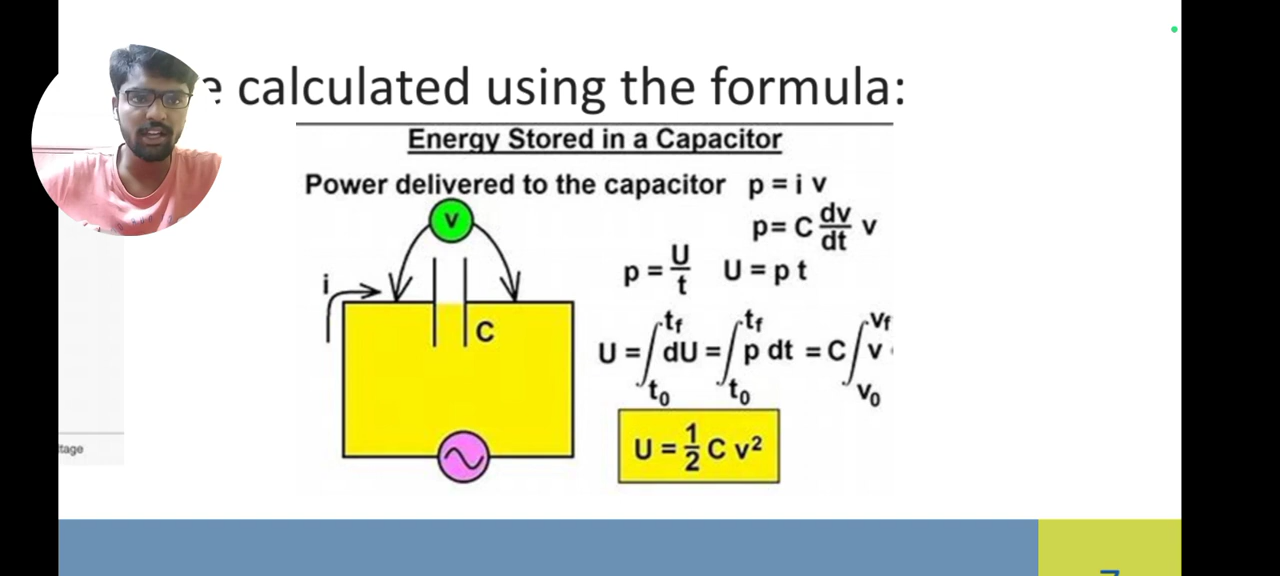 e calculated using the formula:
Energy Stored in a Capacitor
Power delivered to the capacitor p = i v
p = C dv/dt v
p = U/t U = p t
V
i
C
U = ∫ t₀ tf dU = ∫ t₀ tf p dt = C ∫ v₀ vf v
U = 1/2 C v²
tage